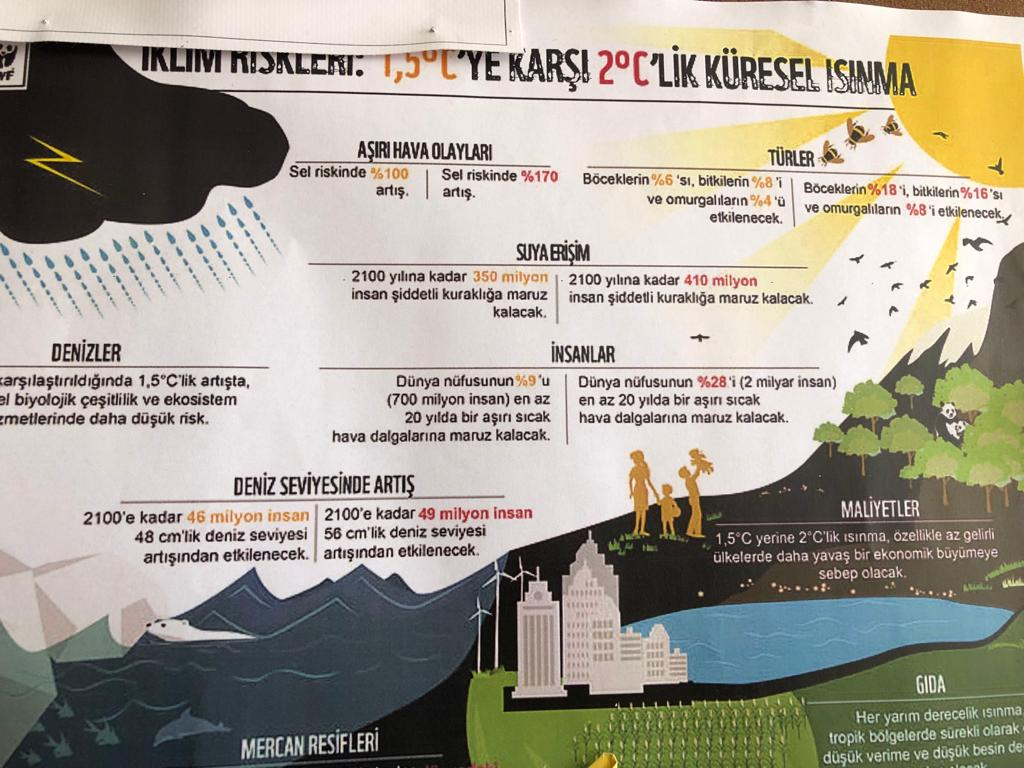 İKLİM RİSKLERİ: 1,5°C'YE KARŞI 2°C'LİK KÜRESEL ISINMA
AŞIRI HAVA OLAYLARI
Sel riskinde %100
artış.
Sel riskinde %170
artış.
TÜRLER
Böceklerin %6 'sı, bitkilerin %8 'i
ve omurgalıların %4 'ü
etkilenecek.
Böceklerin %18 'i, bitkilerin %16 'sı
ve omurgalıların %8 'i etkilenecek.
SUYA ERİŞİM
2100 yılına kadar 350 milyon
insan şiddetli kuraklığa maruz
kalacak.
2100 yılına kadar 410 milyon
insan şiddetli kuraklığa maruz kalacak.
DENİZLER
karşılaştırıldığında 1,5°C'lik artışta,
biyolojik çeşitlilik ve ekosistem
daha düşük risk.
İNSANLAR
Dünya nüfusunun %9 'u
(700 milyon insan) en az
20 yılda bir aşırı sıcak
hava dalgalarına maruz kalacak.
Dünya nüfusunun %28 'i (2 milyar insan)
en az 20 yılda bir aşırı sıcak
hava dalgalarına maruz kalacak.
DENİZ SEVİYESİNDE ARTIŞ
2100'e kadar 46 milyon insan
48 cm'lik deniz seviyesi
artışından etkilenecek.
2100'e kadar 49 milyon insan
56 cm'lik deniz seviyesi
artışından etkilenecek.
MALİYETLER
1,5°C yerine 2°C'lik ısınma, özellikle az gelirli
ülkelerde daha yavaş bir ekonomik büyümeye
sebep olacak.
GIDA
Her yarım derecelik ısınma
tropik bölgelerde sürekli olarak
düşük verime ve düşük besin
MERCAN RESİFLERİ